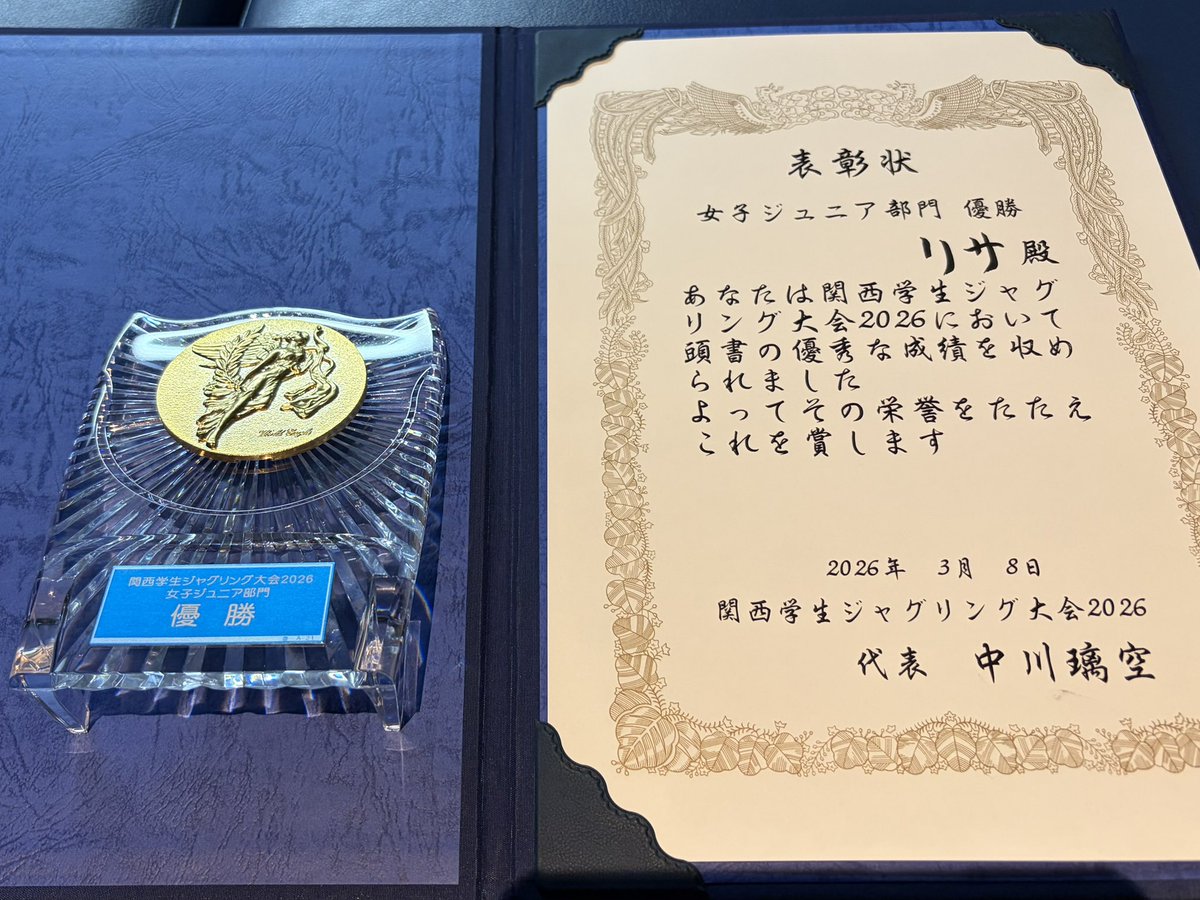 関西学生ジャグリング大会2026
女子ジュニア部門
優勝
表彰状
女子ジュニア部門 優勝
リサ 殿
あなたは関西学生ジャグ
リング大会2026において
頭書の優秀な成績を収め
られました
よってその栄誉をたたえ
これを賞します
2026年 3月 8日
関西学生ジャグリング大会2026
代表 中川璃空